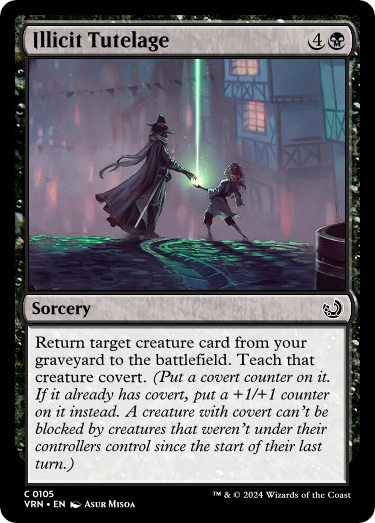 Illicit Tutelage 4
Sorcery
Return target creature card from your
graveyard to the battlefield. Teach that
creature covert. (Put a covert counter on it.
If it already has covert, put a +1/+1 counter
on it instead. A creature with covert can't be
blocked by creatures that weren't under their
controllers control since the start of their last
turn.)
C 0105
VRN • EN Asur Misoa
™ & © 2024 Wizards of the Coast